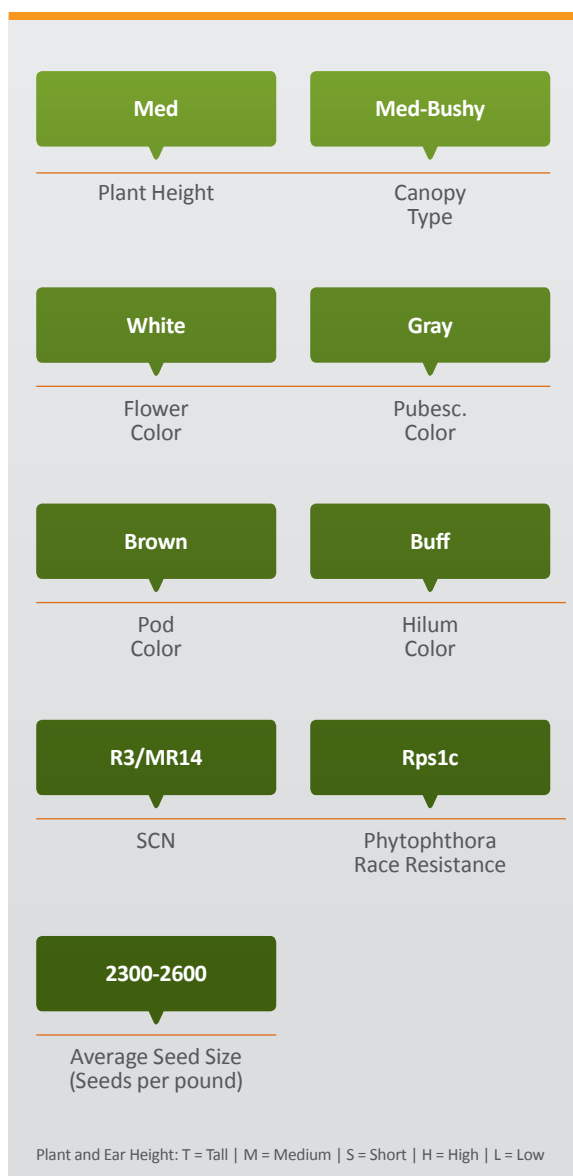 Med
Med-Bushy
Plant Height
Canopy
Type
White
Gray
Flower
Color
Pubesc.
Color
Brown
Buff
Pod
Color
Hilum
Color
R3/MR14
Rps1c
SCN
Phytophthora
Race Resistance
2300-2600
Average Seed Size
(Seeds per pound)
Plant and Ear Height: T = Tall | M = Medium | S = Short | H = High | L = Low